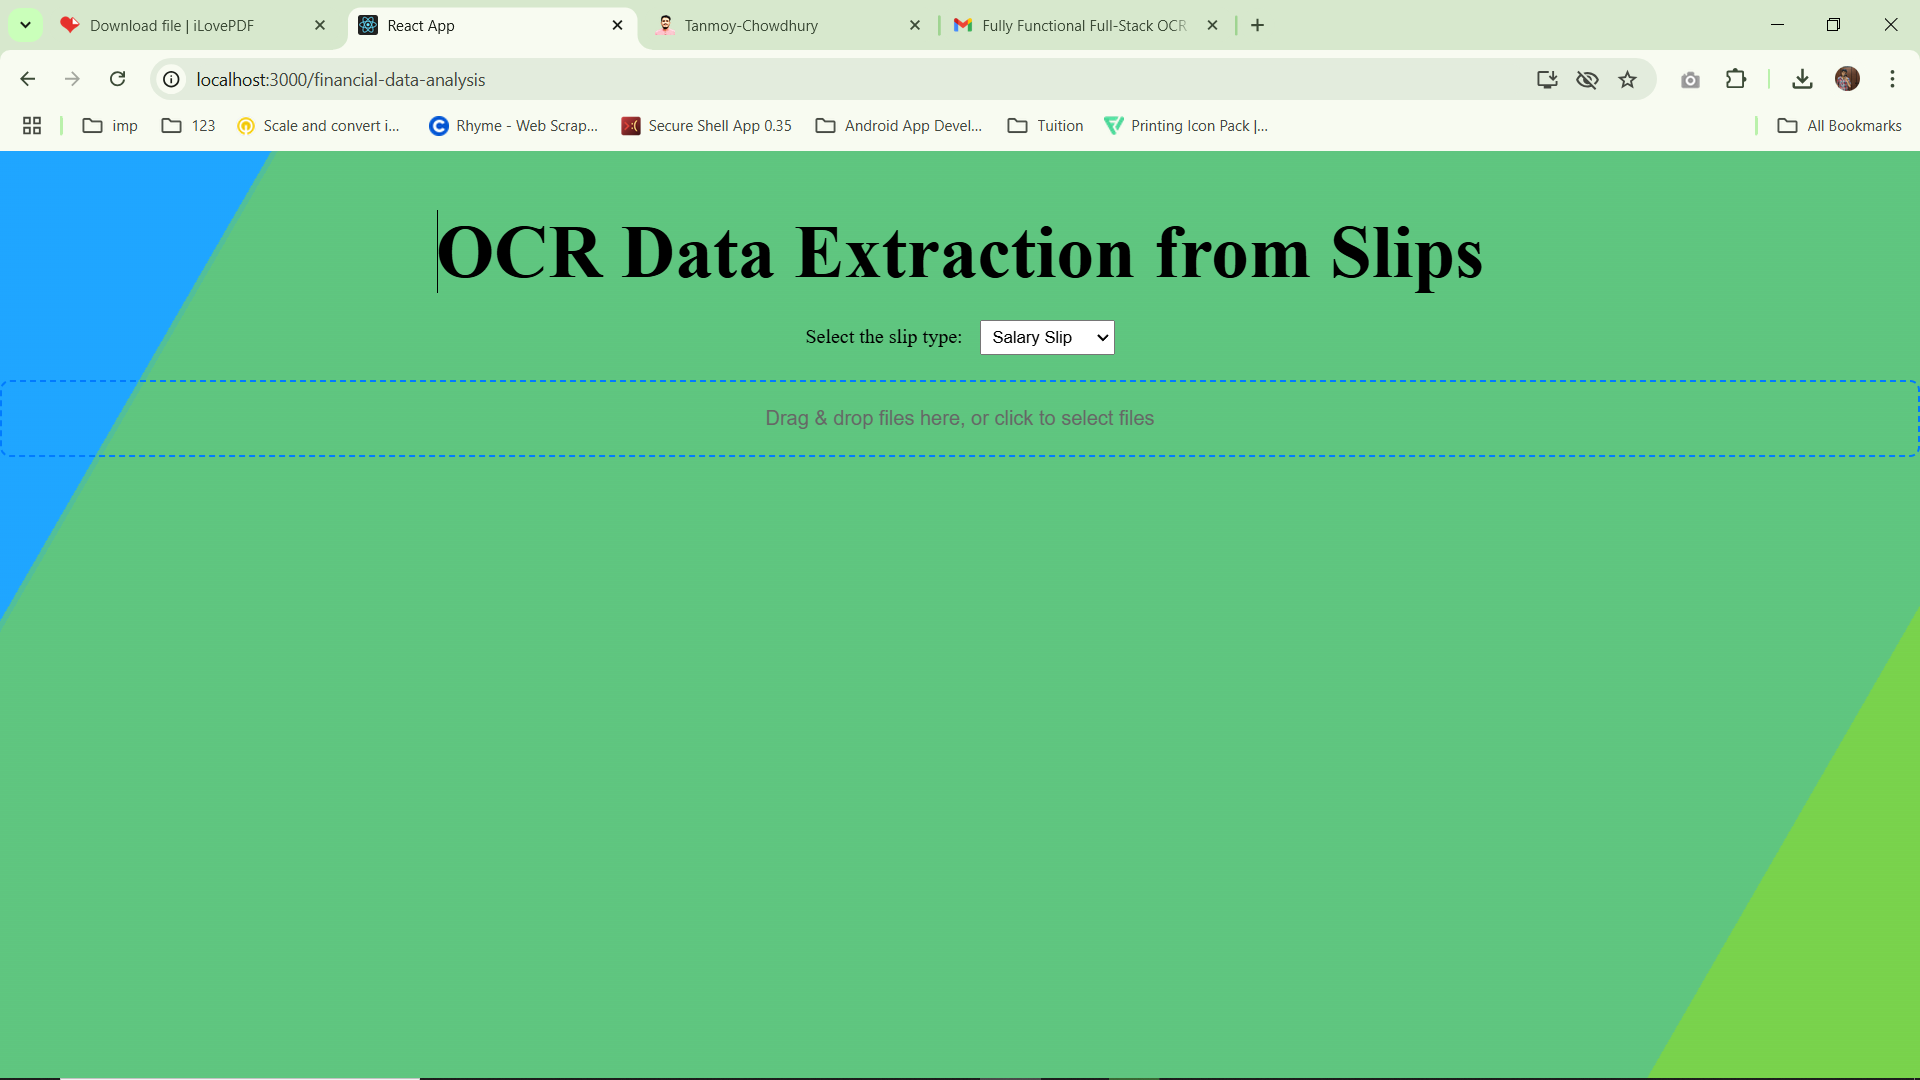 Download file | iLovePDF
React App
Tanmoy-Chowdhury
Fully Functional Full-Stack OCR
localhost:3000/financial-data-analysis
imp
123
Scale and convert i...
Rhyme - Web Scrap...
Secure Shell App 0.35
Android App Devel...
Tuition
Printing Icon Pack |...
All Bookmarks
OCR Data Extraction from Slips
Select the slip type: Salary Slip
Drag & drop files here, or click to select files